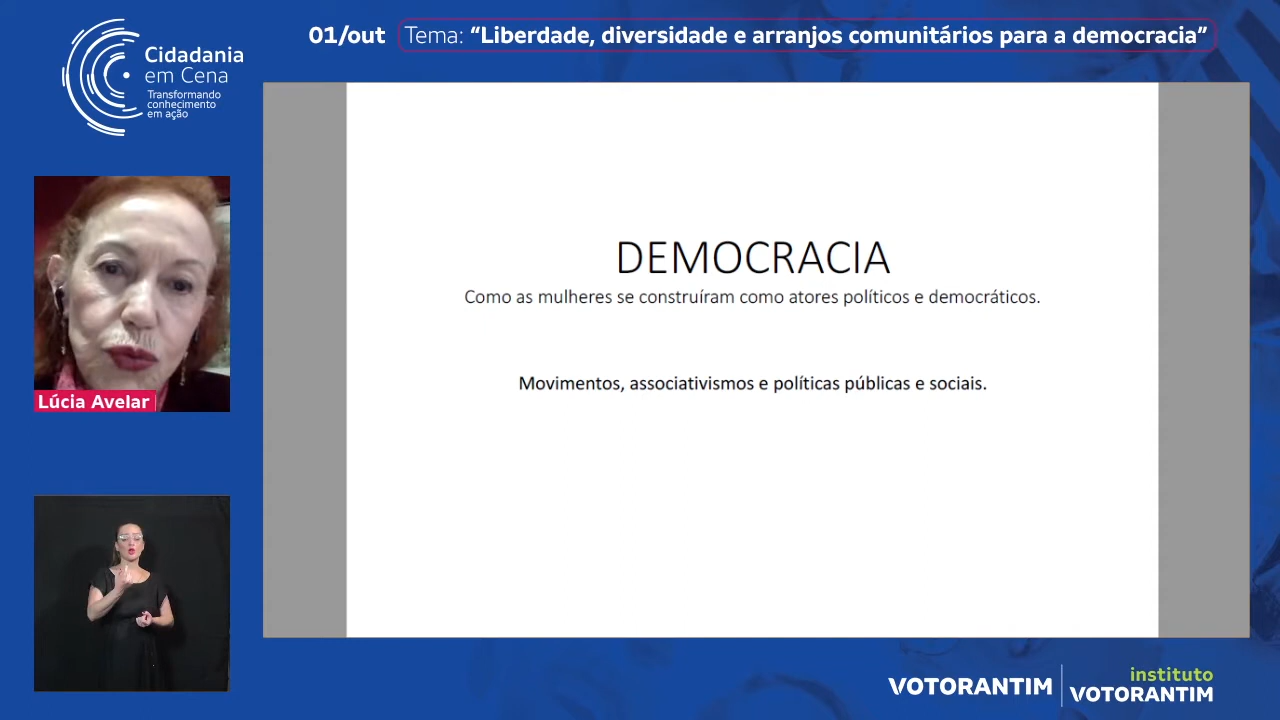 01/out Tema: “Liberdade, diversidade e arranjos comunitários para a democracia”
Cidadania
em Cena
Transformando
conhecimento
em ação
DEMOCRACIA
Como as mulheres se construíram como atores políticos e democráticos.
Movimentos, associativismos e políticas públicas e sociais.
Lúcia Avelar
VOTORANTIM
instituto
VOTORANTIM